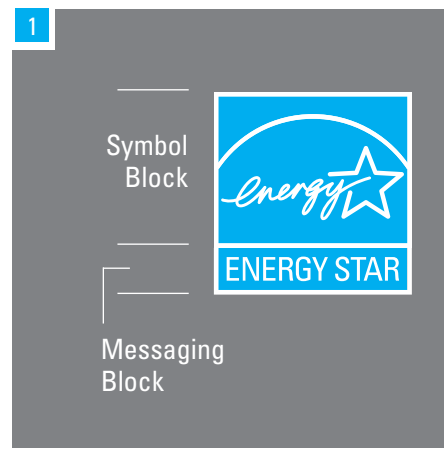 1
Symbol
Block
energy
ENERGY STAR
Messaging
Block